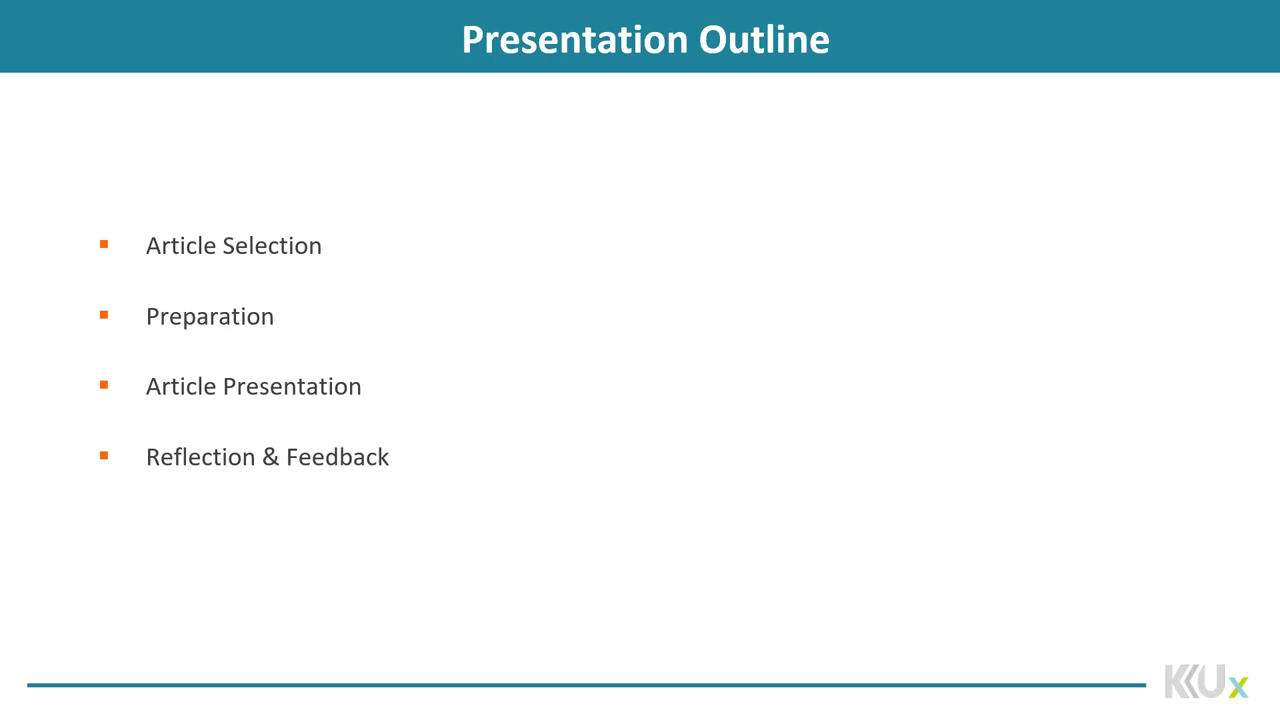 Presentation Outline
▪ Article Selection
▪ Preparation
▪ Article Presentation
▪ Reflection & Feedback
KKUx